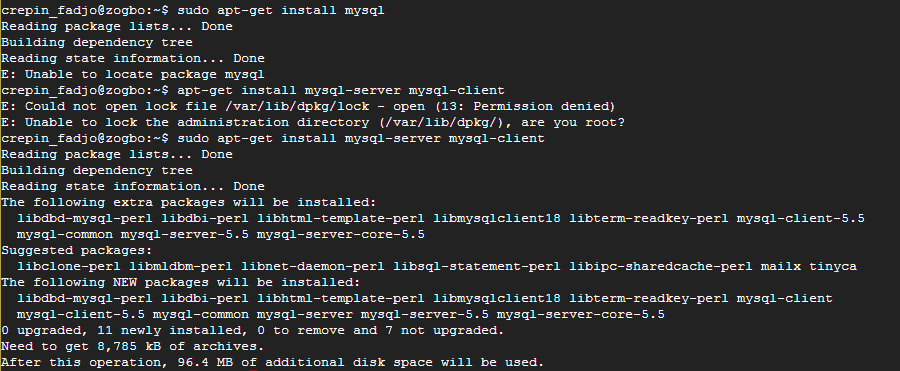 crepin_fadjo@zogbo:~$ sudo apt-get install mysql
Reading package lists... Done
Building dependency tree
Reading state information... Done
E: Unable to locate package mysql
crepin_fadjo@zogbo:~$ apt-get install mysql-server mysql-client
E: Could not open lock file /var/lib/dpkg/lock - open (13: Permission denied)
E: Unable to lock the administration directory (/var/lib/dpkg/), are you root?
crepin_fadjo@zogbo:~$ sudo apt-get install mysql-server mysql-client
Reading package lists... Done
Building dependency tree
Reading state information... Done
The following extra packages will be installed:
  libdbd-mysql-perl libdbi-perl libhtml-template-perl libmysqlclient18 libterm-readkey-perl mysql-client-5.5
  mysql-common mysql-server-5.5 mysql-server-core-5.5
Suggested packages:
  libclone-perl libmldbm-perl libnet-daemon-perl libsql-statement-perl libipc-sharedcache-perl mailx tinyca
The following NEW packages will be installed:
  libdbd-mysql-perl libdbi-perl libhtml-template-perl libmysqlclient18 libterm-readkey-perl mysql-client
  mysql-client-5.5 mysql-common mysql-server mysql-server-5.5 mysql-server-core-5.5
0 upgraded, 11 newly installed, 0 to remove and 7 not upgraded.
Need to get 8,785 kB of archives.
After this operation, 96.4 MB of additional disk space will be used.